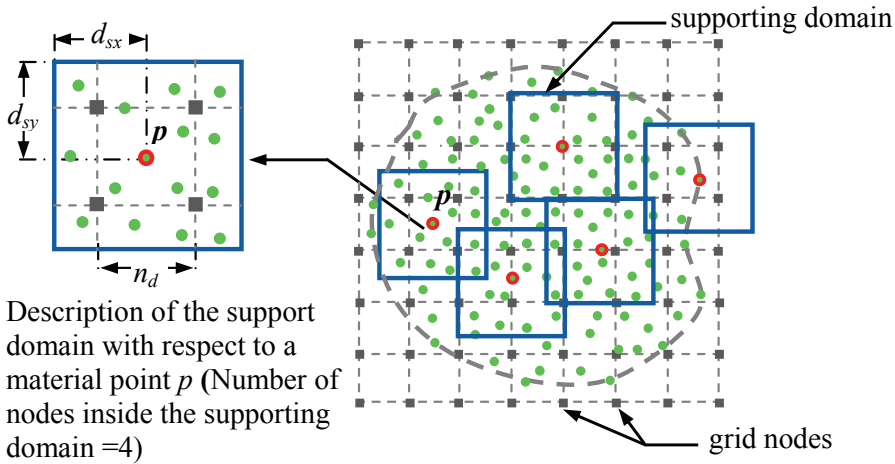 supporting domain
d_sx
d_sy
p
p
n_d
Description of the support
domain with respect to a
material point p (Number of
nodes inside the supporting
domain =4)
grid nodes